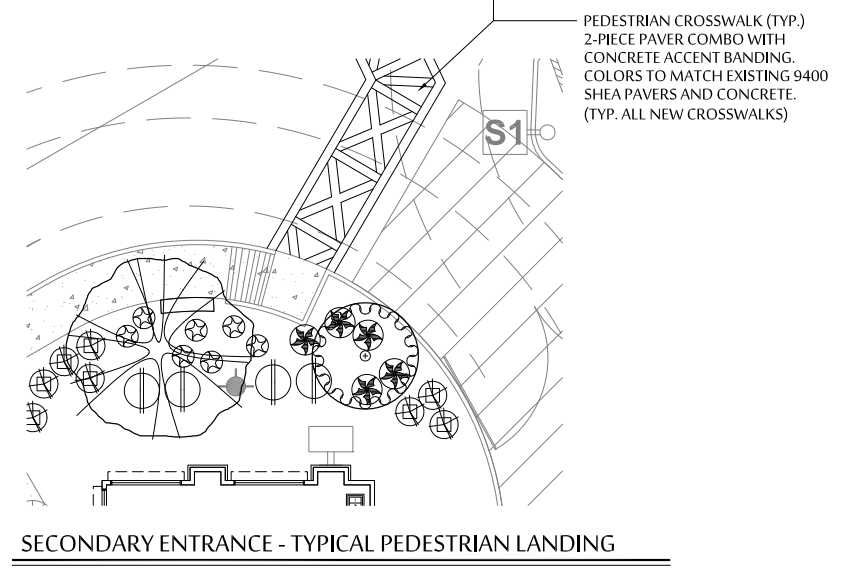 PEDESTRIAN CROSSWALK (TYP.)
2-PIECE PAVER COMBO WITH
CONCRETE ACCENT BANDING.
COLORS TO MATCH EXISTING 9400
SHEA PAVERS AND CONCRETE.
(TYP. ALL NEW CROSSWALKS)
S1
SECONDARY ENTRANCE - TYPICAL PEDESTRIAN LANDING